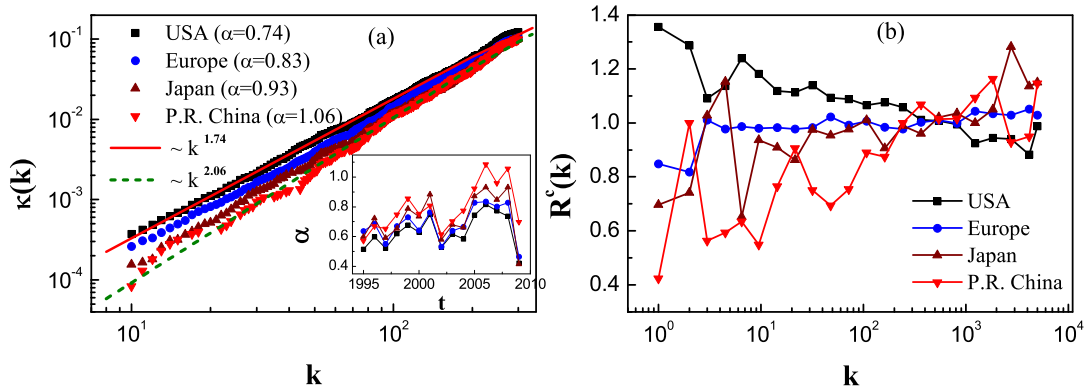 (a)
USA (α=0.74)
Europe (α=0.83)
Japan (α=0.93)
P.R. China (α=1.06)
~ k^1.74
~ k^2.06
10^-1
10^-2
10^-3
10^-4
κ(k)
10^1
10^2
k
1.0
0.8
0.6
0.4
α
1995
2000
2005
2010
t
(b)
1.4
1.2
1.0
0.8
0.6
0.4
R^c(k)
USA
Europe
Japan
P.R. China
10^0
10^1
10^2
10^3
10^4
k